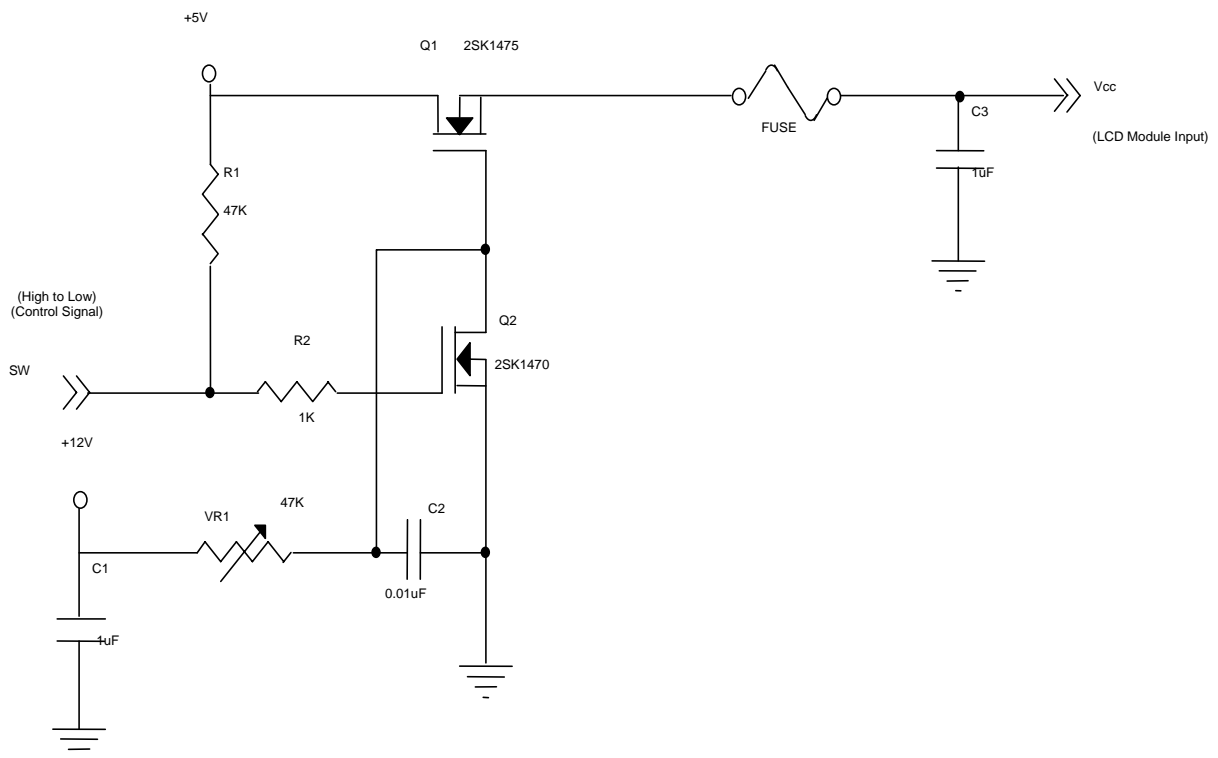 +5V
Q1 2SK1475
Vcc
C3
FUSE
(LCD Module Input)
R1
1uF
47K
(High to Low)
(Control Signal)
Q2
R2
2SK1470
SW
1K
+12V
47K
C2
VR1
C1
0.01uF
1uF